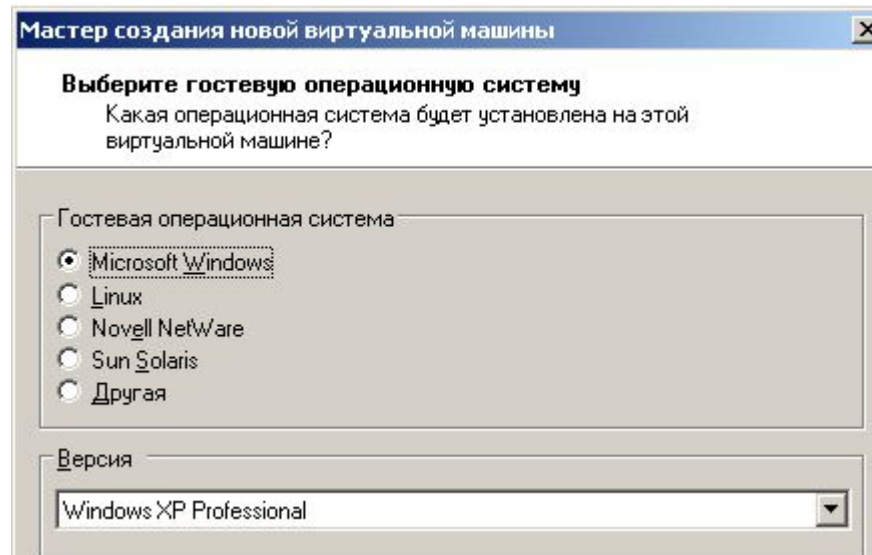 Мастер создания новой виртуальной машины
Выберите гостевую операционную систему
Какая операционная система будет установлена на этой
виртуальной машине?
Гостевая операционная система
Microsoft Windows
Linux
Novell NetWare
Sun Solaris
Другая
Версия
Windows XP Professional